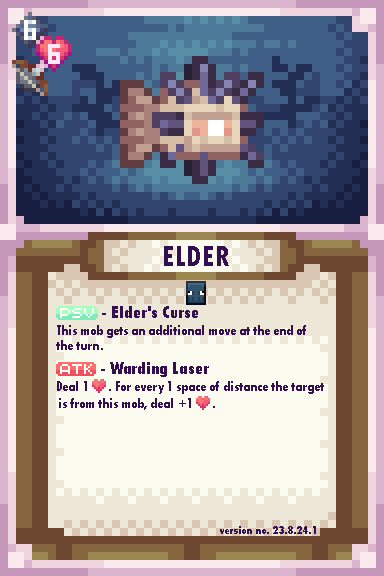 6
6
ELDER
PSV - Elder's Curse
This mob gets an additional move at the end of
the turn.
ATK - Warding Laser
Deal 1 ❤. For every 1 space of distance the target
is from this mob, deal +1 ❤.
version no. 23.8.24.1